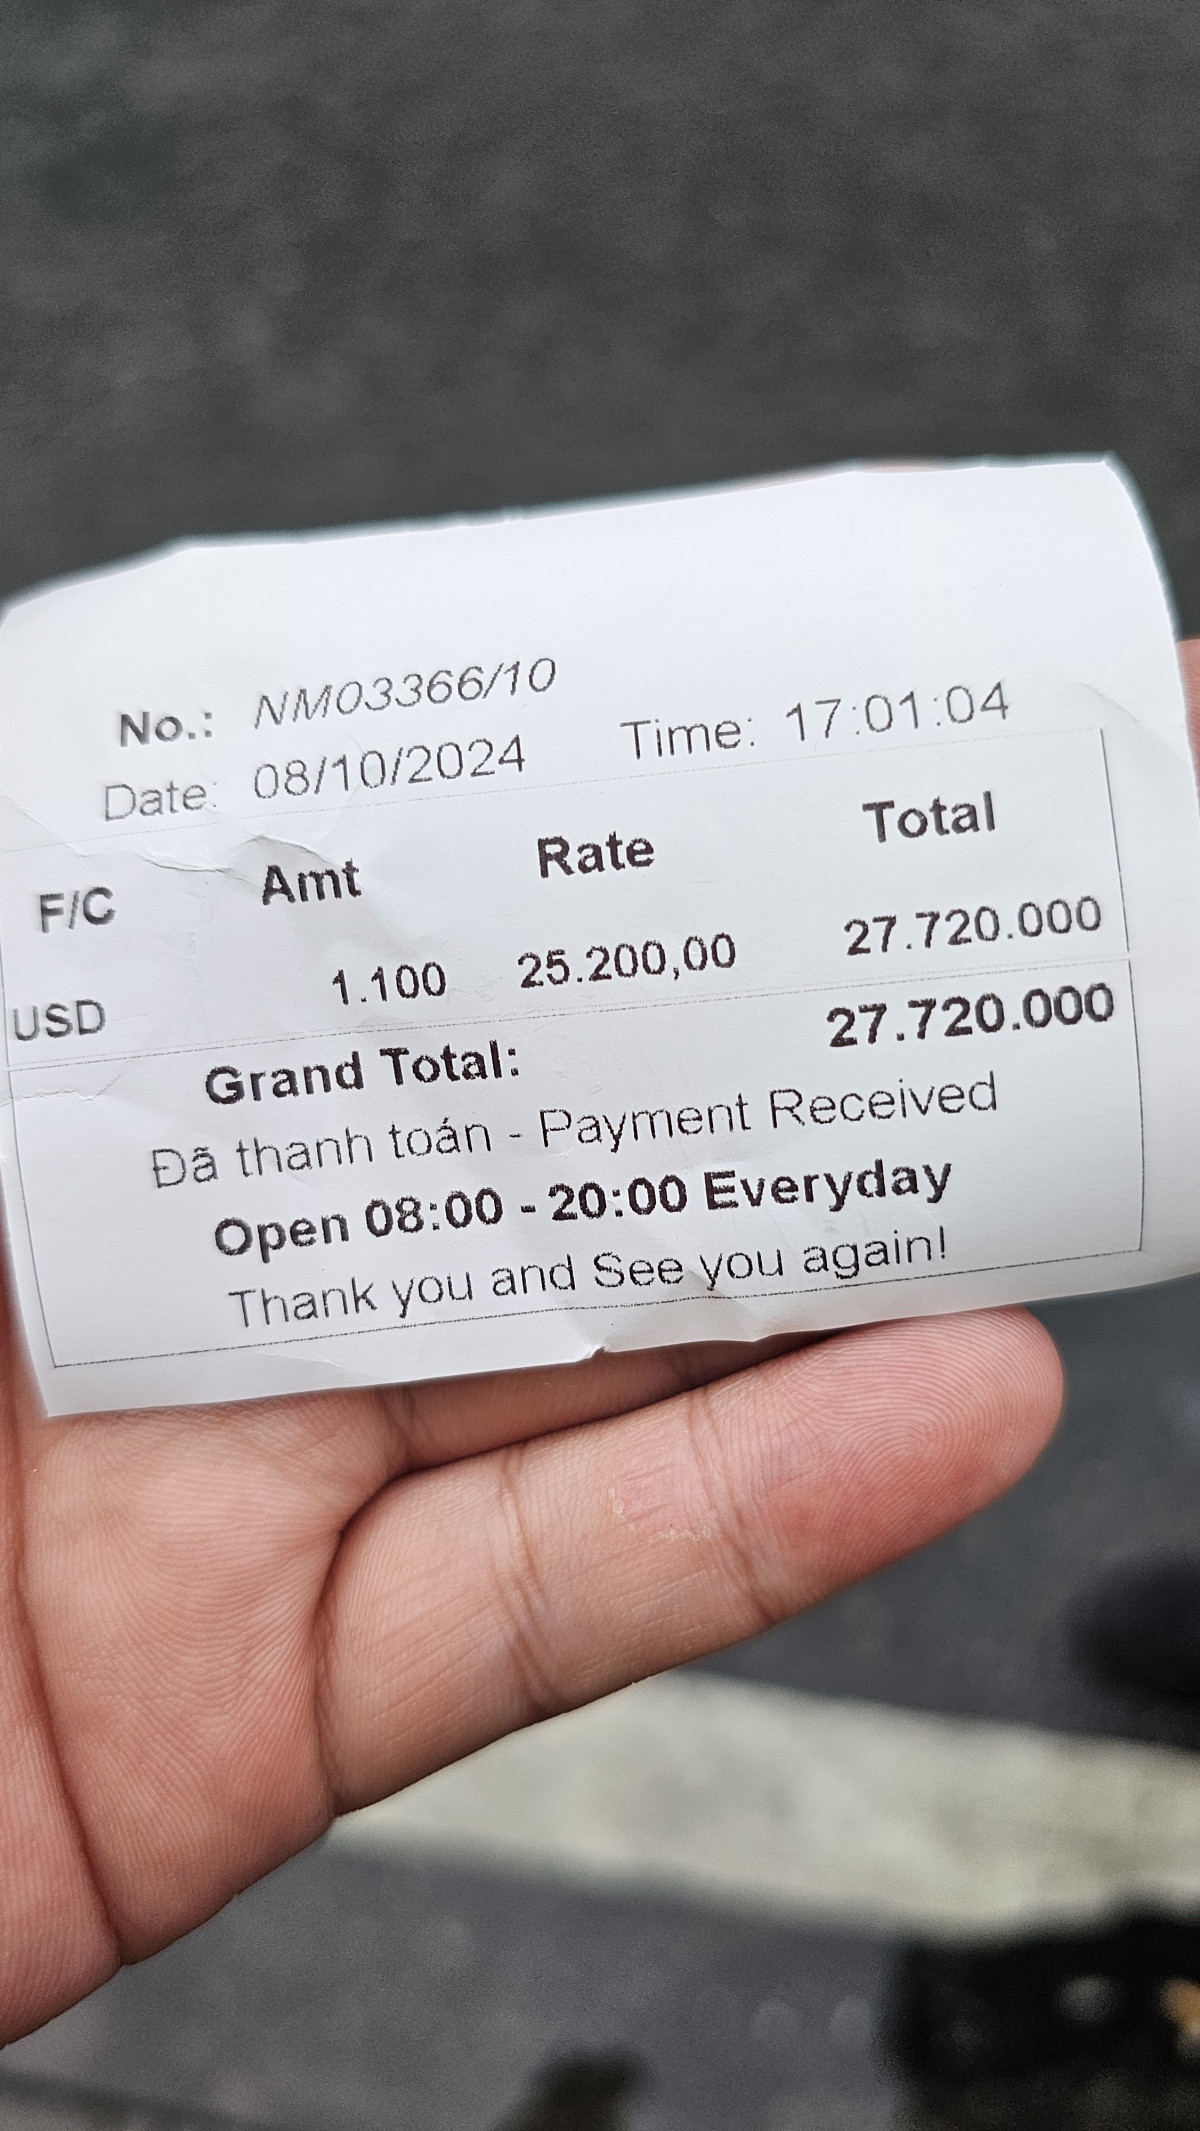 No.: NM03366/10
Date: 08/10/2024 Time: 17:01:04
F/C Amt Rate Total
USD 1.100 25.200,00 27.720.000
Grand Total: 27.720.000
Đã thanh toán - Payment Received
Open 08:00 - 20:00 Everyday
Thank you and See you again!